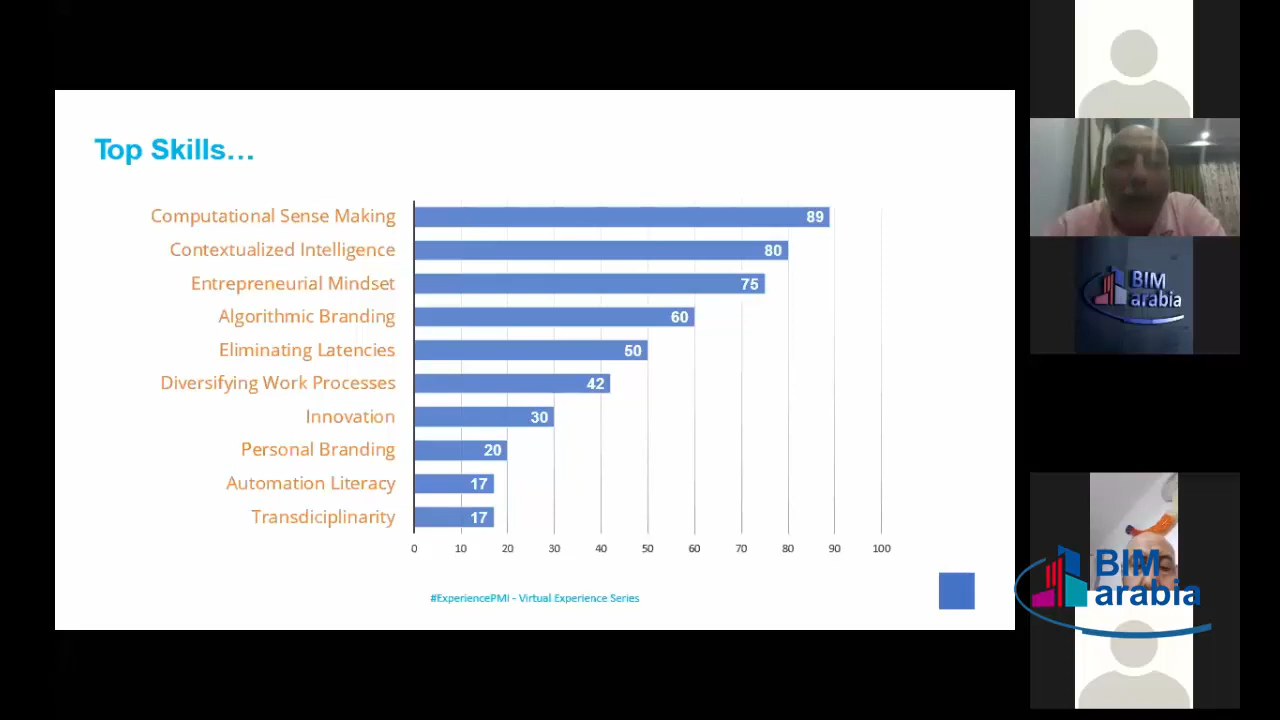 Top Skills…
Computational Sense Making 89
Contextualized Intelligence 80
Entrepreneurial Mindset 75
Algorithmic Branding 60
Eliminating Latencies 50
Diversifying Work Processes 42
Innovation 30
Personal Branding 20
Automation Literacy 17
Transdiciplinarity 17
0 10 20 30 40 50 60 70 80 90 100
#ExperiencePMI - Virtual Experience Series
BIM
arabia
BIM
arabia